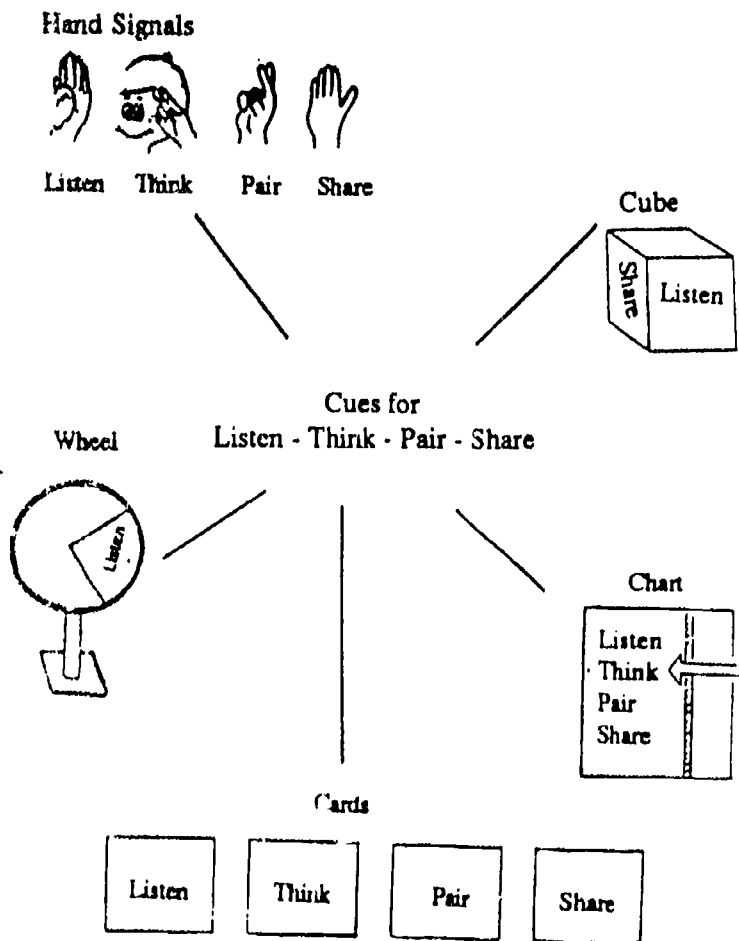 Hand Signals
Listen Think Pair Share
Cube
Share Listen
Cues for
Listen - Think - Pair - Share
Wheel
Listen
Chart
Listen
Think
Pair
Share
Cards
Listen Think Pair Share